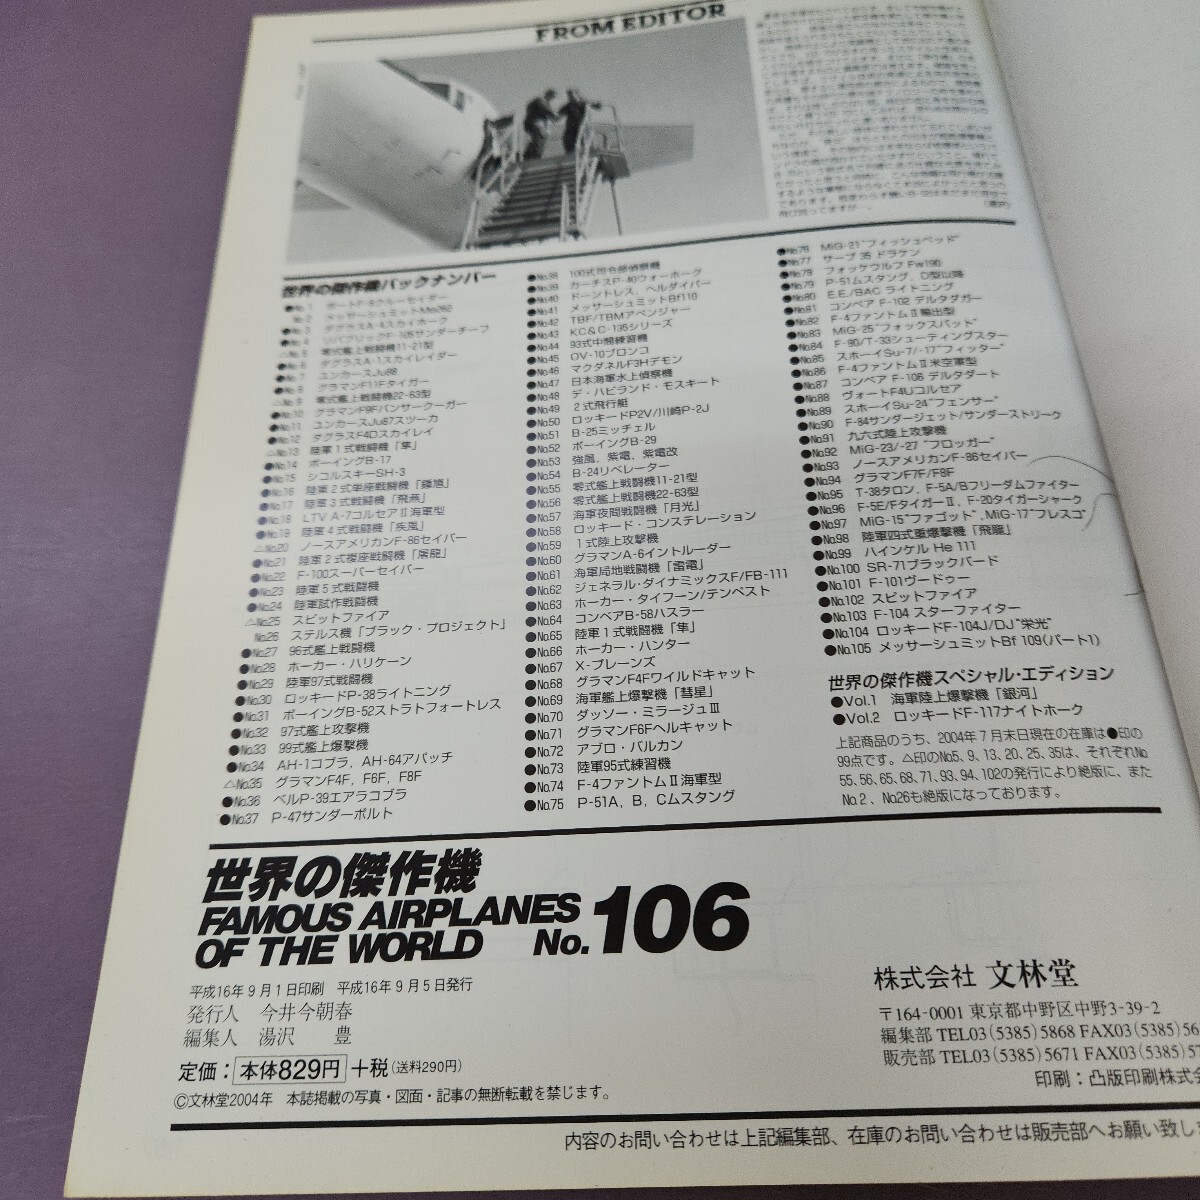 FROM EDITOR
世界の傑作機バックナンバー
●No.1 ボートF-8クルーセイダー
No.2 メッサーシュミットMe262
●No.3 ダグラスA-4スカイホーク
●No.4 リパブリックF-105サンダーチーフ
△No.5 零式艦上戦闘機11-21型
●No.6 ダグラスA-1スカイレイダー
●No.7 ユンカースJu88
●No.8 グラマンF11Fタイガー
△No.9 零式艦上戦闘機22-63型
●No.10 グラマンF9Fパンサー・クーガー
●No.11 ユンカースJu87スツーカ
●No.12 ダグラスF4Dスカイレイ
△No.13 陸軍1式戦闘機「隼」
●No.14 ボーイングB-17
●No.15 シコルスキーSH-3
●No.16 陸軍2式単座戦闘機「鍾馗」
●No.17 陸軍3式戦闘機「飛燕」
●No.18 LTV A-7コルセアⅡ海軍型
●No.19 陸軍4式戦闘機「疾風」
△No.20 ノースアメリカンF-86セイバー
●No.21 陸軍2式複座戦闘機「屠龍」
●No.22 F-100スーパーセイバー
●No.23 陸軍5式戦闘機
●No.24 陸軍試作戦闘機
△No.25 スピットファイア
No.26 ステルス機「ブラック・プロジェクト」
●No.27 96式艦上戦闘機
●No.28 ホーカー・ハリケーン
●No.29 陸軍97式戦闘機
●No.30 ロッキードP-38ライトニング
●No.31 ボーイングB-52ストラトフォートレス
●No.32 97式艦上攻撃機
●No.33 99式艦上爆撃機
●No.34 AH-1コブラ, AH-64アパッチ
△No.35 グラマンF4F, F6F, F8F
●No.36 ベルP-39エアラコブラ
●No.37 P-47サンダーボルト
●No.38 100式司令部偵察機
●No.39 カーチスP-40ウォーホーク
●No.40 ドーントレス, ヘルダイバー
●No.41 メッサーシュミットBf110
●No.42 TBF/TBMアベンジャー
●No.43 KC&C-135シリーズ
●No.44 93式中間練習機
●No.45 OV-10ブロンコ
●No.46 マクダネルF3Hデモン
●No.47 日本海軍水上偵察機
●No.48 デ・ハビランド・モスキート
●No.49 2式飛行艇
●No.50 ロッキードP2V/川崎P-2J
●No.51 B-25ミッチェル
●No.52 ボーイングB-29
●No.53 強風, 紫電, 紫電改
●No.54 B-24リベレーター
●No.55 零式艦上戦闘機11-21型
●No.56 零式艦上戦闘機22-63型
●No.57 海軍夜間戦闘機「月光」
●No.58 ロッキード・コンステレーション
●No.59 1式陸上攻撃機
●No.60 グラマンA-6イントルーダー
●No.61 海軍局地戦闘機「雷電」
●No.62 ジェネラル・ダイナミックスF/FB-111
●No.63 ホーカー・タイフーン/テンペスト
●No.64 コンベアB-58ハスラー
●No.65 陸軍1式戦闘機「隼」
●No.66 ホーカー・ハンター
●No.67 X-プレーンズ
●No.68 グラマンF4Fワイルドキャット
●No.69 海軍艦上爆撃機「彗星」
●No.70 ダッソー・ミラージュⅢ
●No.71 グラマンF6Fヘルキャット
●No.72 アブロ・バルカン
●No.73 陸軍95式練習機
●No.74 F-4ファントムⅡ海軍型
●No.75 P-51A, B, Cムスタング
●No.76 MiG-21"フィッシュベッド"
●No.77 サーブ35 ドラケン
●No.78 フォッケウルフ Fw190
●No.79 P-51ムスタング, D型以降
●No.80 E.E./BAC ライトニング
●No.81 コンベア F-102 デルタダガー
●No.82 F-4ファントムⅡ輸出型
●No.83 MiG-25"フォックスバット"
●No.84 F-80/T-33シューティングスター
●No.85 スホーイSu-7/-17"フィッター"
●No.86 F-4ファントムⅡ米空軍型
●No.87 コンベア F-106 デルタダート
●No.88 ヴォートF4Uコルセア
●No.89 スホーイSu-24"フェンサー"
●No.90 F-84サンダージェット/サンダーストリーク
●No.91 九六式陸上攻撃機
●No.92 MiG-23/-27 "フロッガー"
●No.93 ノースアメリカンF-86セイバー
●No.94 グラマンF7F/F8F
●No.95 T-38タロン, F-5A/Bフリーダムファイター
●No.96 F-5E/FタイガーⅡ, F-20タイガーシャーク
●No.97 MiG-15"ファゴット", MiG-17"フレスコ"
●No.98 陸軍四式重爆撃機「飛龍」
●No.99 ハインケル He 111
●No.100 SR-71ブラックバード
●No.101 F-101ヴードゥー
●No.102 スピットファイア
●No.103 F-104 スターファイター
●No.104 ロッキードF-104J/DJ"栄光"
●No.105 メッサーシュミットBf 109(パート1)
世界の傑作機スペシャル・エディション
●Vol.1 海軍陸上爆撃機「銀河」
●Vol.2 ロッキードF-117ナイトホーク
上記商品のうち、2004年7月末日現在の在庫は●印の
99点です。△印のNo.5、9、13、20、25、35は、それぞれNo.
55、56、65、68、71、93、94、102の発行により絶版に、また
No.2、No.26も絶版になっております。
世界の傑作機
FAMOUS AIRPLANES
OF THE WORLD No.106
平成16年9月1日印刷 平成16年9月5日発行
発行人 今井今朝春
編集人 湯沢 豊
定価：本体829円+税(送料290円)
©文林堂2004年 本誌掲載の写真・図面・記事の無断転載を禁じます。
株式会社 文林堂
〒164-0001 東京都中野区中野3-39-2
編集部 TEL03(5385)5868 FAX03(5385)56
販売部 TEL03(5385)5671 FAX03(5385)57
印刷：凸版印刷株式会
内容のお問い合わせは上記編集部、在庫のお問い合わせは販売部へお願い致しま